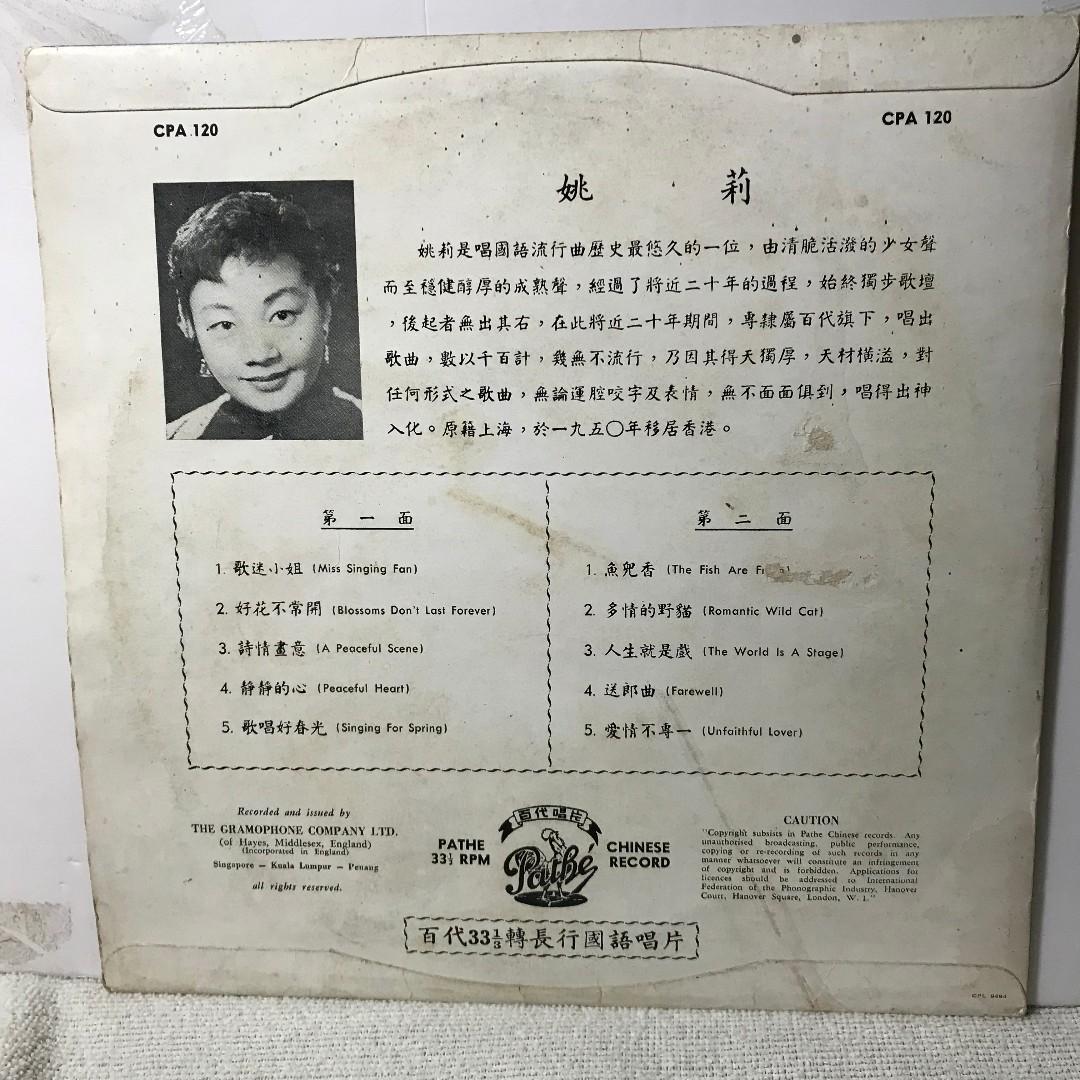 CPA 120
CPA 120
姚莉
姚莉是唱國語流行曲歷史最悠久的一位，由清脆活潑的少女聲
而至穩健醇厚的成熟聲，經過了將近二十年的過程，始終獨步歌壇
，後起者無出其右，在此將近二十年期間，專隸屬百代旗下，唱出
歌曲，數以千百計，幾無不流行，乃因其得天獨厚，天材橫溢，對
任何形式之歌曲，無論運腔咬字及表情，無不面面俱到，唱得出神
入化。原籍上海，於一九五〇年移居香港。
第一面
1. 歌迷小姐 (Miss Singing Fan)
2. 好花不常開 (Blossoms Don't Last Forever)
3. 詩情畫意 (A Peaceful Scene)
4. 靜靜的心 (Peaceful Heart)
5. 歌唱好春光 (Singing For Spring)
第二面
1. 魚兒香 (The Fish Are
2. 多情的野貓 (Romantic Wild Cat)
3. 人生就是戲 (The World Is A Stage)
4. 送郎曲 (Farewell)
5. 愛情不專一 (Unfaithful Lover)
Recorded and issued by
THE GRAMOPHONE COMPANY LTD.
(of Hayes, Middlesex, England)
(Incorporated in England)
Singapore — Kuala Lumpur — Penang
all rights reserved.
PATHE
33⅓ RPM
百代唱片
Pathé
CHINESE
RECORD
百代33⅓轉長行國語唱片
CAUTION
"Copyright subsists in Pathe Chinese records. Any
unauthorised broadcasting, public performance,
copying or re-recording of such records in any
manner whatsoever will constitute an infringement
of copyright and is forbidden. Applications for
licences should be addressed to International
Federation of the Phonographic Industry, Hanover
Court, Hanover Square, London, W. 1."